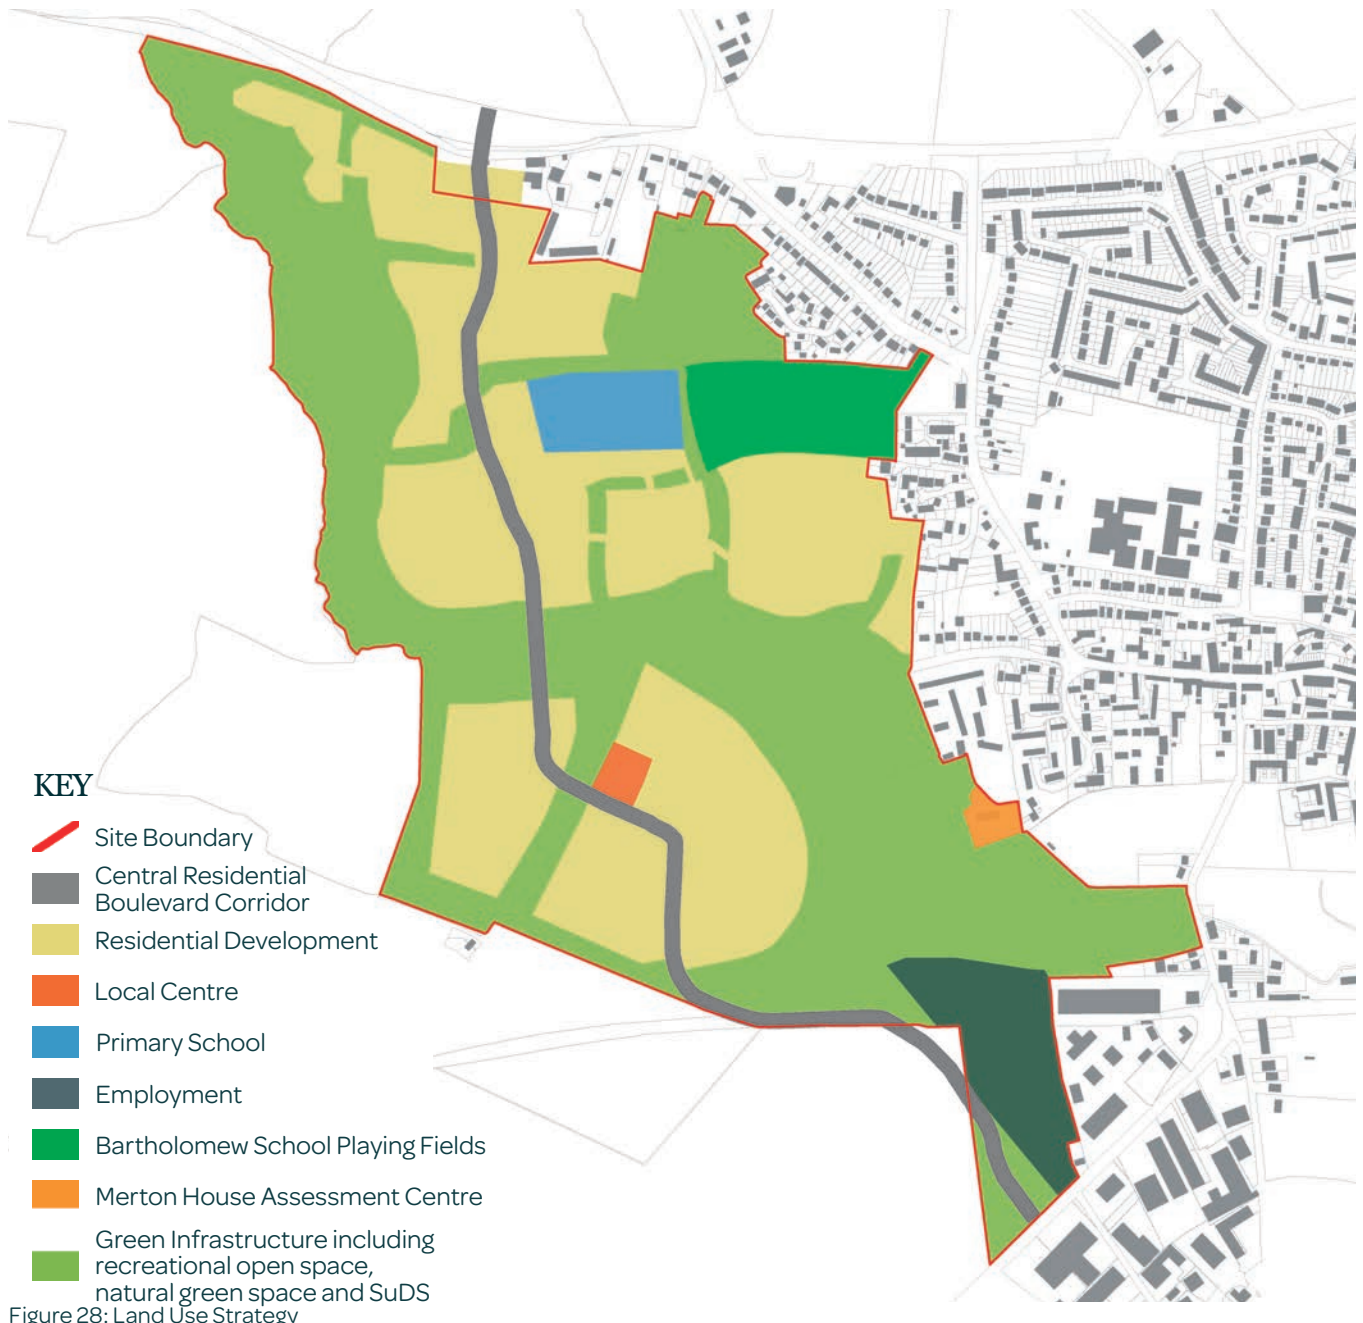 KEY
Site Boundary
Central Residential
Boulevard Corridor
Residential Development
Local Centre
Primary School
Employment
Bartholomew School Playing Fields
Merton House Assessment Centre
Green Infrastructure including
recreational open space,
natural green space and SuDS
Figure 28: Land Use Strategy